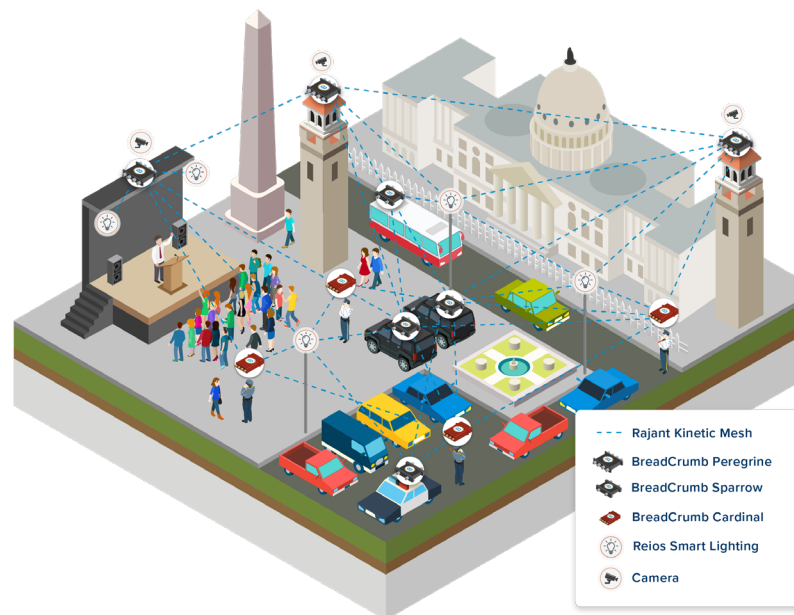 Rajant Kinetic Mesh
BreadCrumb Peregrine
BreadCrumb Sparrow
BreadCrumb Cardinal
Reios Smart Lighting
Camera